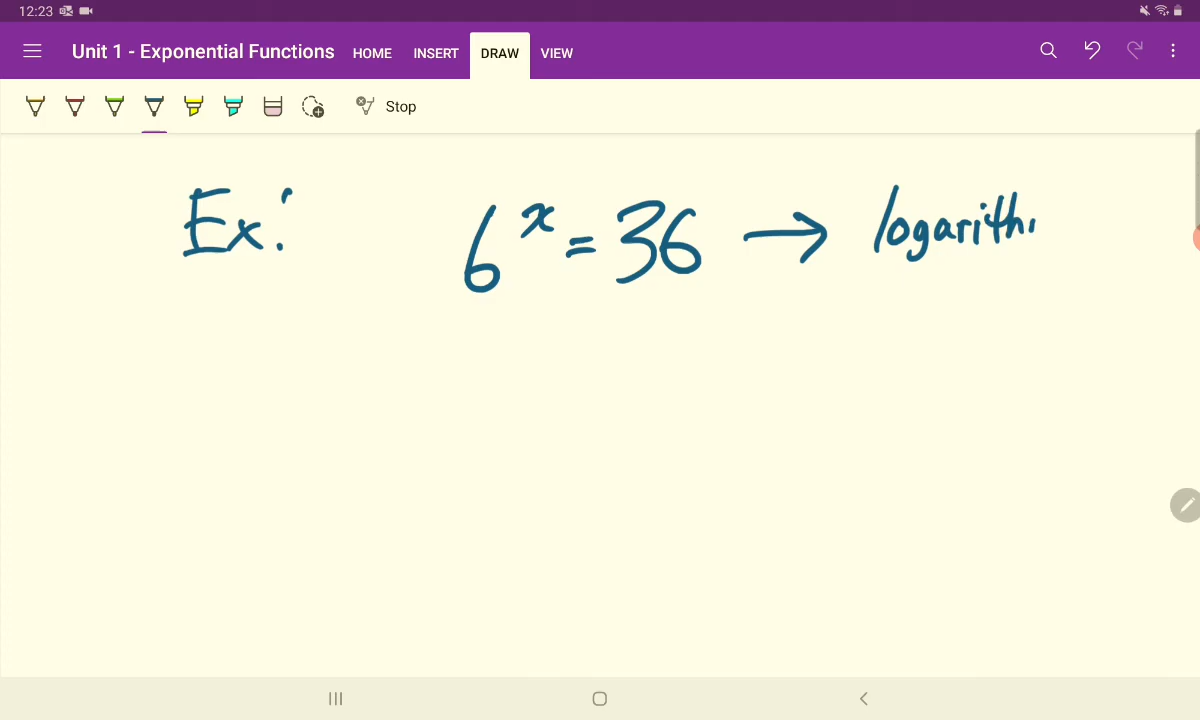 12:23
Unit 1 - Exponential Functions HOME INSERT DRAW VIEW
Stop
Ex: 6^x = 36 → logarith